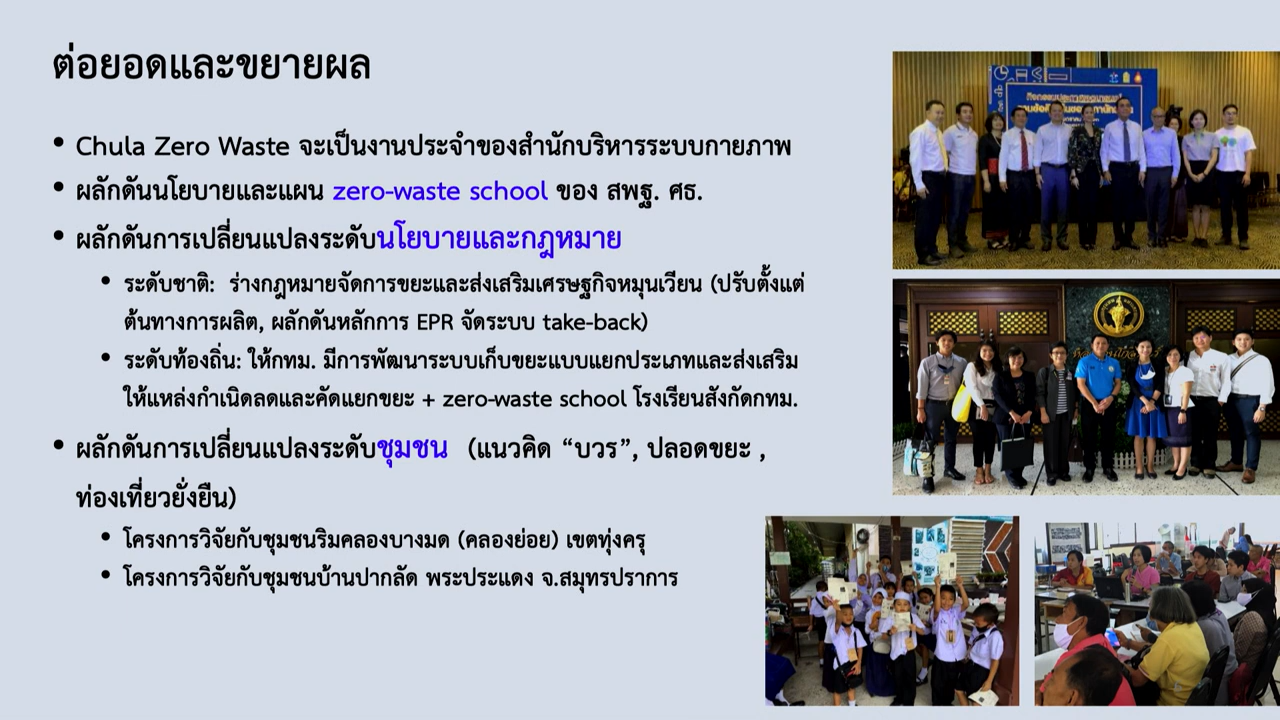 ต่อยอดและขยายผล
• Chula Zero Waste จะเป็นงานประจำของสำนักบริหารระบบกายภาพ
• ผลักดันนโยบายและแผน zero-waste school ของ สพฐ. ศธ.
• ผลักดันการเปลี่ยนแปลงระดับนโยบายและกฎหมาย
• ระดับชาติ: ร่างกฎหมายจัดการขยะและส่งเสริมเศรษฐกิจหมุนเวียน (ปรับตั้งแต่
ต้นทางการผลิต, ผลักดันหลักการ EPR จัดระบบ take-back)
• ระดับท้องถิ่น: ให้กทม. มีการพัฒนาระบบเก็บขยะแบบแยกประเภทและส่งเสริม
ให้แหล่งกำเนิดลดและคัดแยกขยะ + zero-waste school โรงเรียนสังกัดกทม.
• ผลักดันการเปลี่ยนแปลงระดับชุมชน (แนวคิด “บวร”, ปลอดขยะ ,
ท่องเที่ยวยั่งยืน)
• โครงการวิจัยกับชุมชนริมคลองบางมด (คลองย่อย) เขตทุ่งครุ
• โครงการวิจัยกับชุมชนบ้านปากลัด พระประแดง จ.สมุทรปราการ